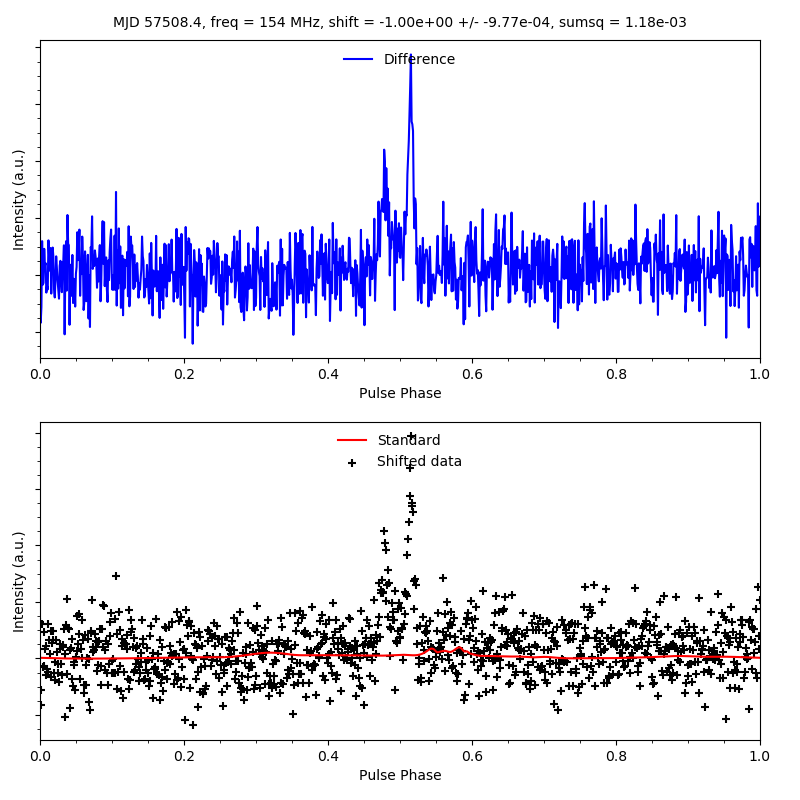 MJD 57508.4, freq = 154 MHz, shift = -1.00e+00 +/- -9.77e-04, sumsq = 1.18e-03
Difference
Intensity (a.u.)
0.0 0.2 0.4 0.6 0.8 1.0
Pulse Phase
Standard
Shifted data
Intensity (a.u.)
0.0 0.2 0.4 0.6 0.8 1.0
Pulse Phase